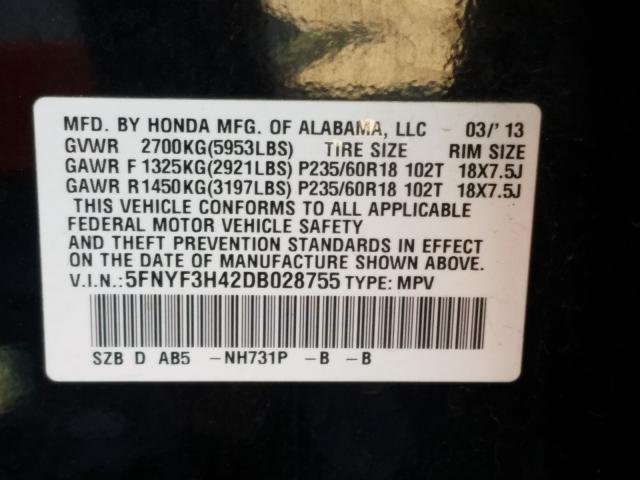 MFD. BY HONDA MFG. OF ALABAMA, LLC 03/'13
GVWR 2700KG(5953LBS) TIRE SIZE RIM SIZE
GAWR F 1325KG(2921LBS) P235/60R18 102T 18X7.5J
GAWR R1450KG(3197LBS) P235/60R18 102T 18X7.5J
THIS VEHICLE CONFORMS TO ALL APPLICABLE
FEDERAL MOTOR VEHICLE SAFETY
AND THEFT PREVENTION STANDARDS IN EFFECT
ON THE DATE OF MANUFACTURE SHOWN ABOVE.
V.I.N.:5FNYF3H42DB028755 TYPE: MPV
SZB D AB5 -NH731P -B -B